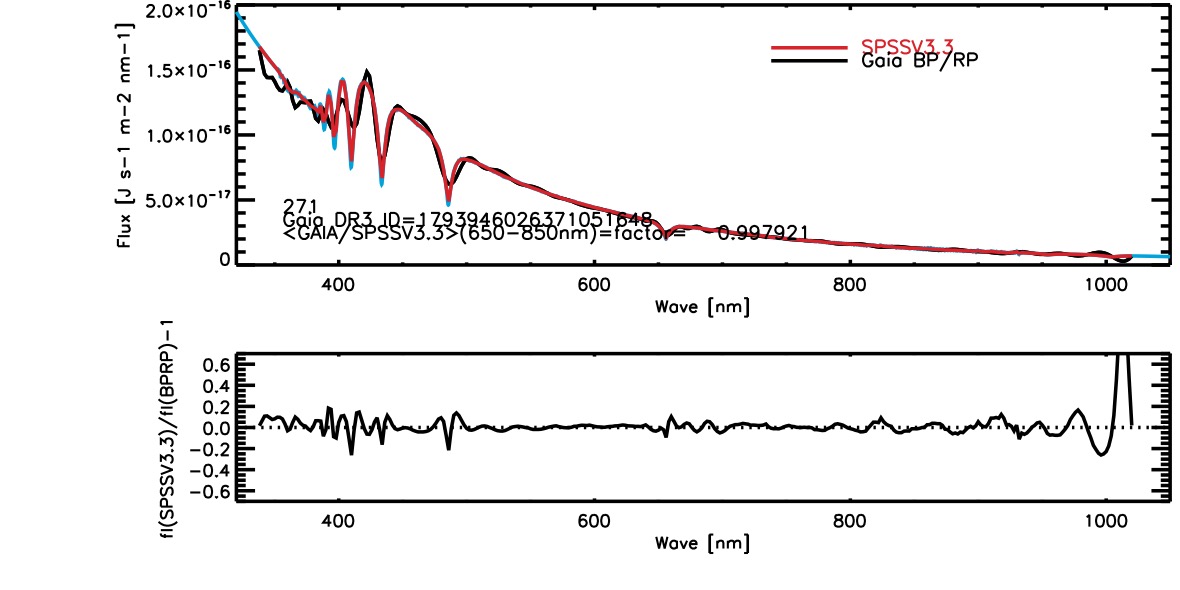 2.0×10−16
1.5×10−16
1.0×10−16
5.0×10−17
0
Flux [J s−1 m−2 nm−1]
SPSSV3.3
Gaia BP/RP
271
Gaia DR3 ID=1793946026371051648
<GAIA/SPSSV3.3>(650−850nm)=factor= 0.997921
400 600 800 1000
Wave [nm]
fl(SPSSV3.3)/fl(BPRP)−1
0.6
0.4
0.2
0.0
−0.2
−0.4
−0.6
400 600 800 1000
Wave [nm]